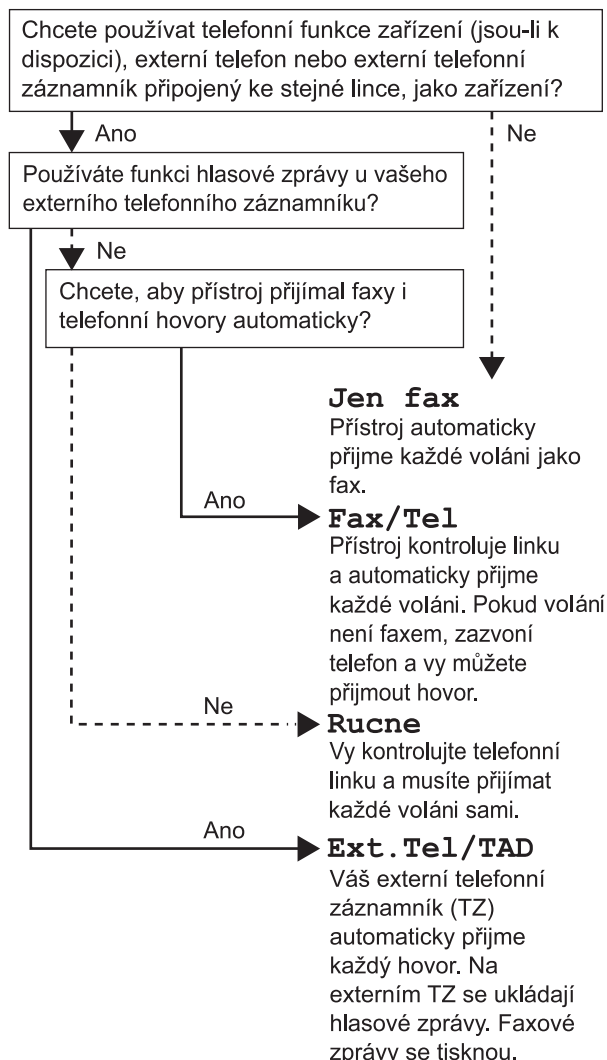 Chcete používat telefonní funkce zařízení (jsou-li k
dispozici), externí telefon nebo externí telefonní
záznamník připojený ke stejné lince, jako zařízení?
Ano
Ne
Používáte funkci hlasové zprávy u vašeho
externího telefonního záznamníku?
Ne
Chcete, aby přístroj přijímal faxy i
telefonní hovory automaticky?
Jen fax
Přístroj automaticky
přijme každé voláni jako
fax.
Ano
Fax/Tel
Přístroj kontroluje linku
a automaticky přijme
každé voláni. Pokud volání
není faxem, zazvoní
telefon a vy můžete
přijmout hovor.
Ne
Rucne
Vy kontrolujte telefonní
linku a musíte přijímat
každé voláni sami.
Ano
Ext.Tel/TAD
Váš externí telefonní
záznamník (TZ)
automaticky přijme
každý hovor. Na
externím TZ se ukládají
hlasové zprávy. Faxové
zprávy se tisknou.